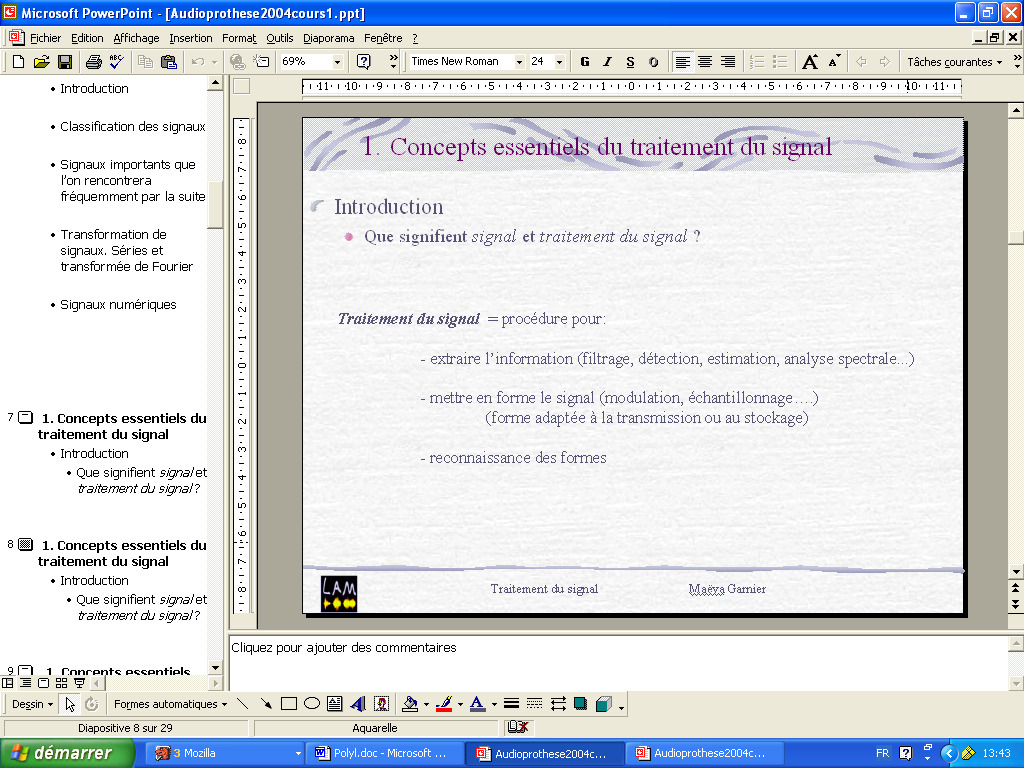 Microsoft PowerPoint - [Audioprothese2004cours1.ppt]
Fichier Edition Affichage Insertion Format Outils Diaporama Fenêtre ?
69% Times New Roman 24 G I S O A A Tâches courantes
• Introduction
• Classification des signaux
• Signaux importants que
l'on rencontrera
fréquemment par la suite
• Transformation de
signaux. Séries et
transformée de Fourier
• Signaux numériques
7 1. Concepts essentiels du
traitement du signal
• Introduction
• Que signifient signal et
traitement du signal ?
8 1. Concepts essentiels du
traitement du signal
• Introduction
• Que signifient signal et
traitement du signal ?
9 1. Concepts essentiels
1. Concepts essentiels du traitement du signal
Introduction
Que signifient signal et traitement du signal ?
Traitement du signal = procédure pour:
- extraire l'information (filtrage, détection, estimation, analyse spectrale...)
- mettre en forme le signal (modulation, échantillonnage….)
(forme adaptée à la transmission ou au stockage)
- reconnaissance des formes
LAM Traitement du signal Maëva Garnier
Cliquez pour ajouter des commentaires
Dessin Formes automatiques
Diapositive 8 sur 29 Aquarelle
démarrer 3 Mozilla Polyl.doc - Microsoft ... Audioprothese2004c... Audioprothese2004c... FR 13:43